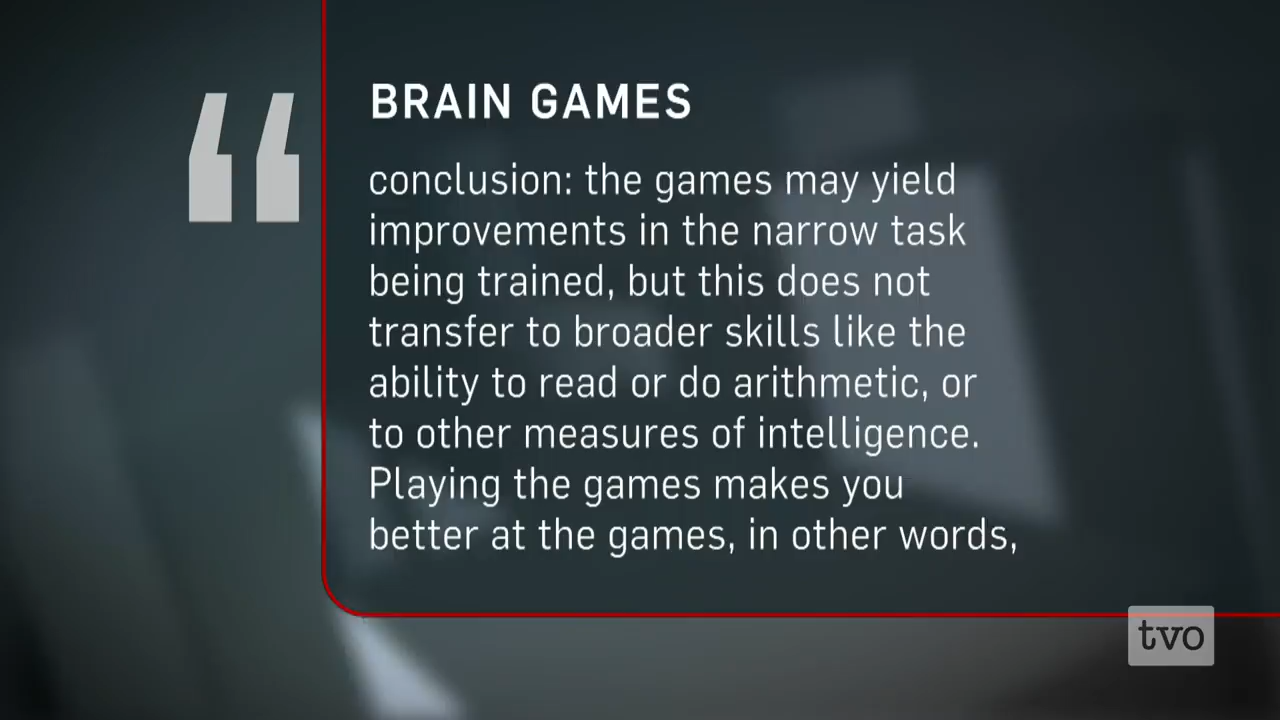 “
BRAIN GAMES
conclusion: the games may yield
improvements in the narrow task
being trained, but this does not
transfer to broader skills like the
ability to read or do arithmetic, or
to other measures of intelligence.
Playing the games makes you
better at the games, in other words,
tvo